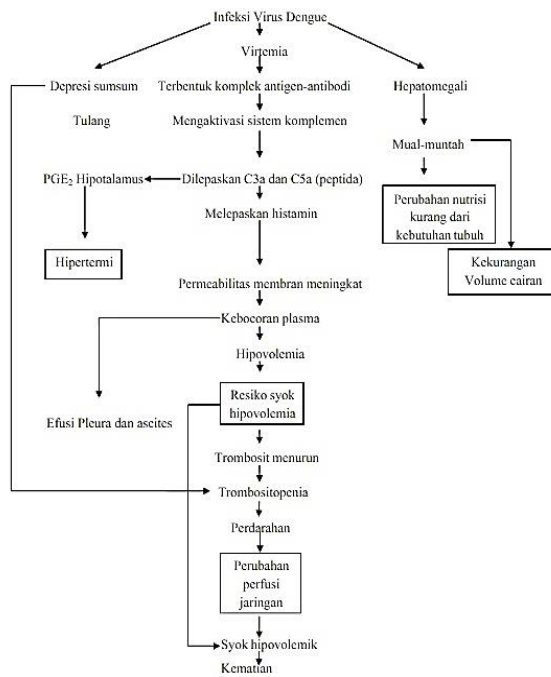 Infeksi Virus Dengue
Virtemia
Depresi sumsum
Terbentuk komplek antigen-antibodi
Hepatomegali
Tulang
Mengaktivasi sistem komplemen
Mual-muntah
PGE₂ Hipotalamus
Dilepaskan C3a dan C5a (peptida)
Perubahan nutrisi
kurang dari
kebutuhan tubuh
Melepaskan histamin
Hipertermi
Kekurangan
Volume cairan
Permeabilitas membran meningkat
Kebocoran plasma
Hipovolemia
Resiko syok
hipovolemia
Efusi Pleura dan ascites
Trombosit menurun
Trombositopenia
Perdarahan
Perubahan
perfusi
jaringan
Syok hipovolemik
Kematian